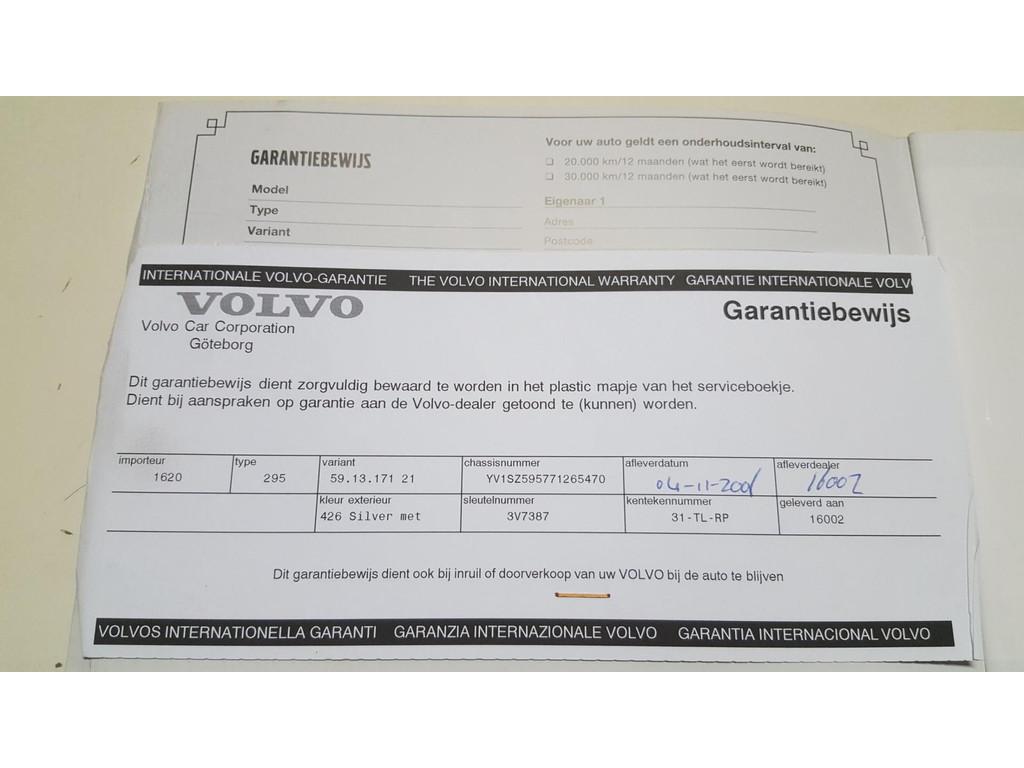 GARANTIEBEWIJS
Model
Type
Variant
Voor uw auto geldt een onderhoudsinterval van:
20.000 km/12 maanden (wat het eerst wordt bereikt)
30.000 km/12 maanden (wat het eerst wordt bereikt)
Eigenaar 1
Adres
Postcode
INTERNATIONALE VOLVO-GARANTIE THE VOLVO INTERNATIONAL WARRANTY GARANTIE INTERNATIONALE VOLV
VOLVO
Volvo Car Corporation
Göteborg
Garantiebewijs
Dit garantiebewijs dient zorgvuldig bewaard te worden in het plastic mapje van het serviceboekje.
Dient bij aanspraken op garantie aan de Volvo-dealer getoond te (kunnen) worden.
importeur type variant chassisnummer afleverdatum afleverdealer
1620 295 59.13.171 21 YV1SZ595771265470 04-11-2006 16002
kleur exterieur sleutelnummer kentekennummer geleverd aan
426 Silver met 3V7387 31-TL-RP 16002
Dit garantiebewijs dient ook bij inruil of doorverkoop van uw VOLVO bij de auto te blijven
VOLVOS INTERNATIONELLA GARANTI GARANZIA INTERNAZIONALE VOLVO GARANTIA INTERNACIONAL VOLVO